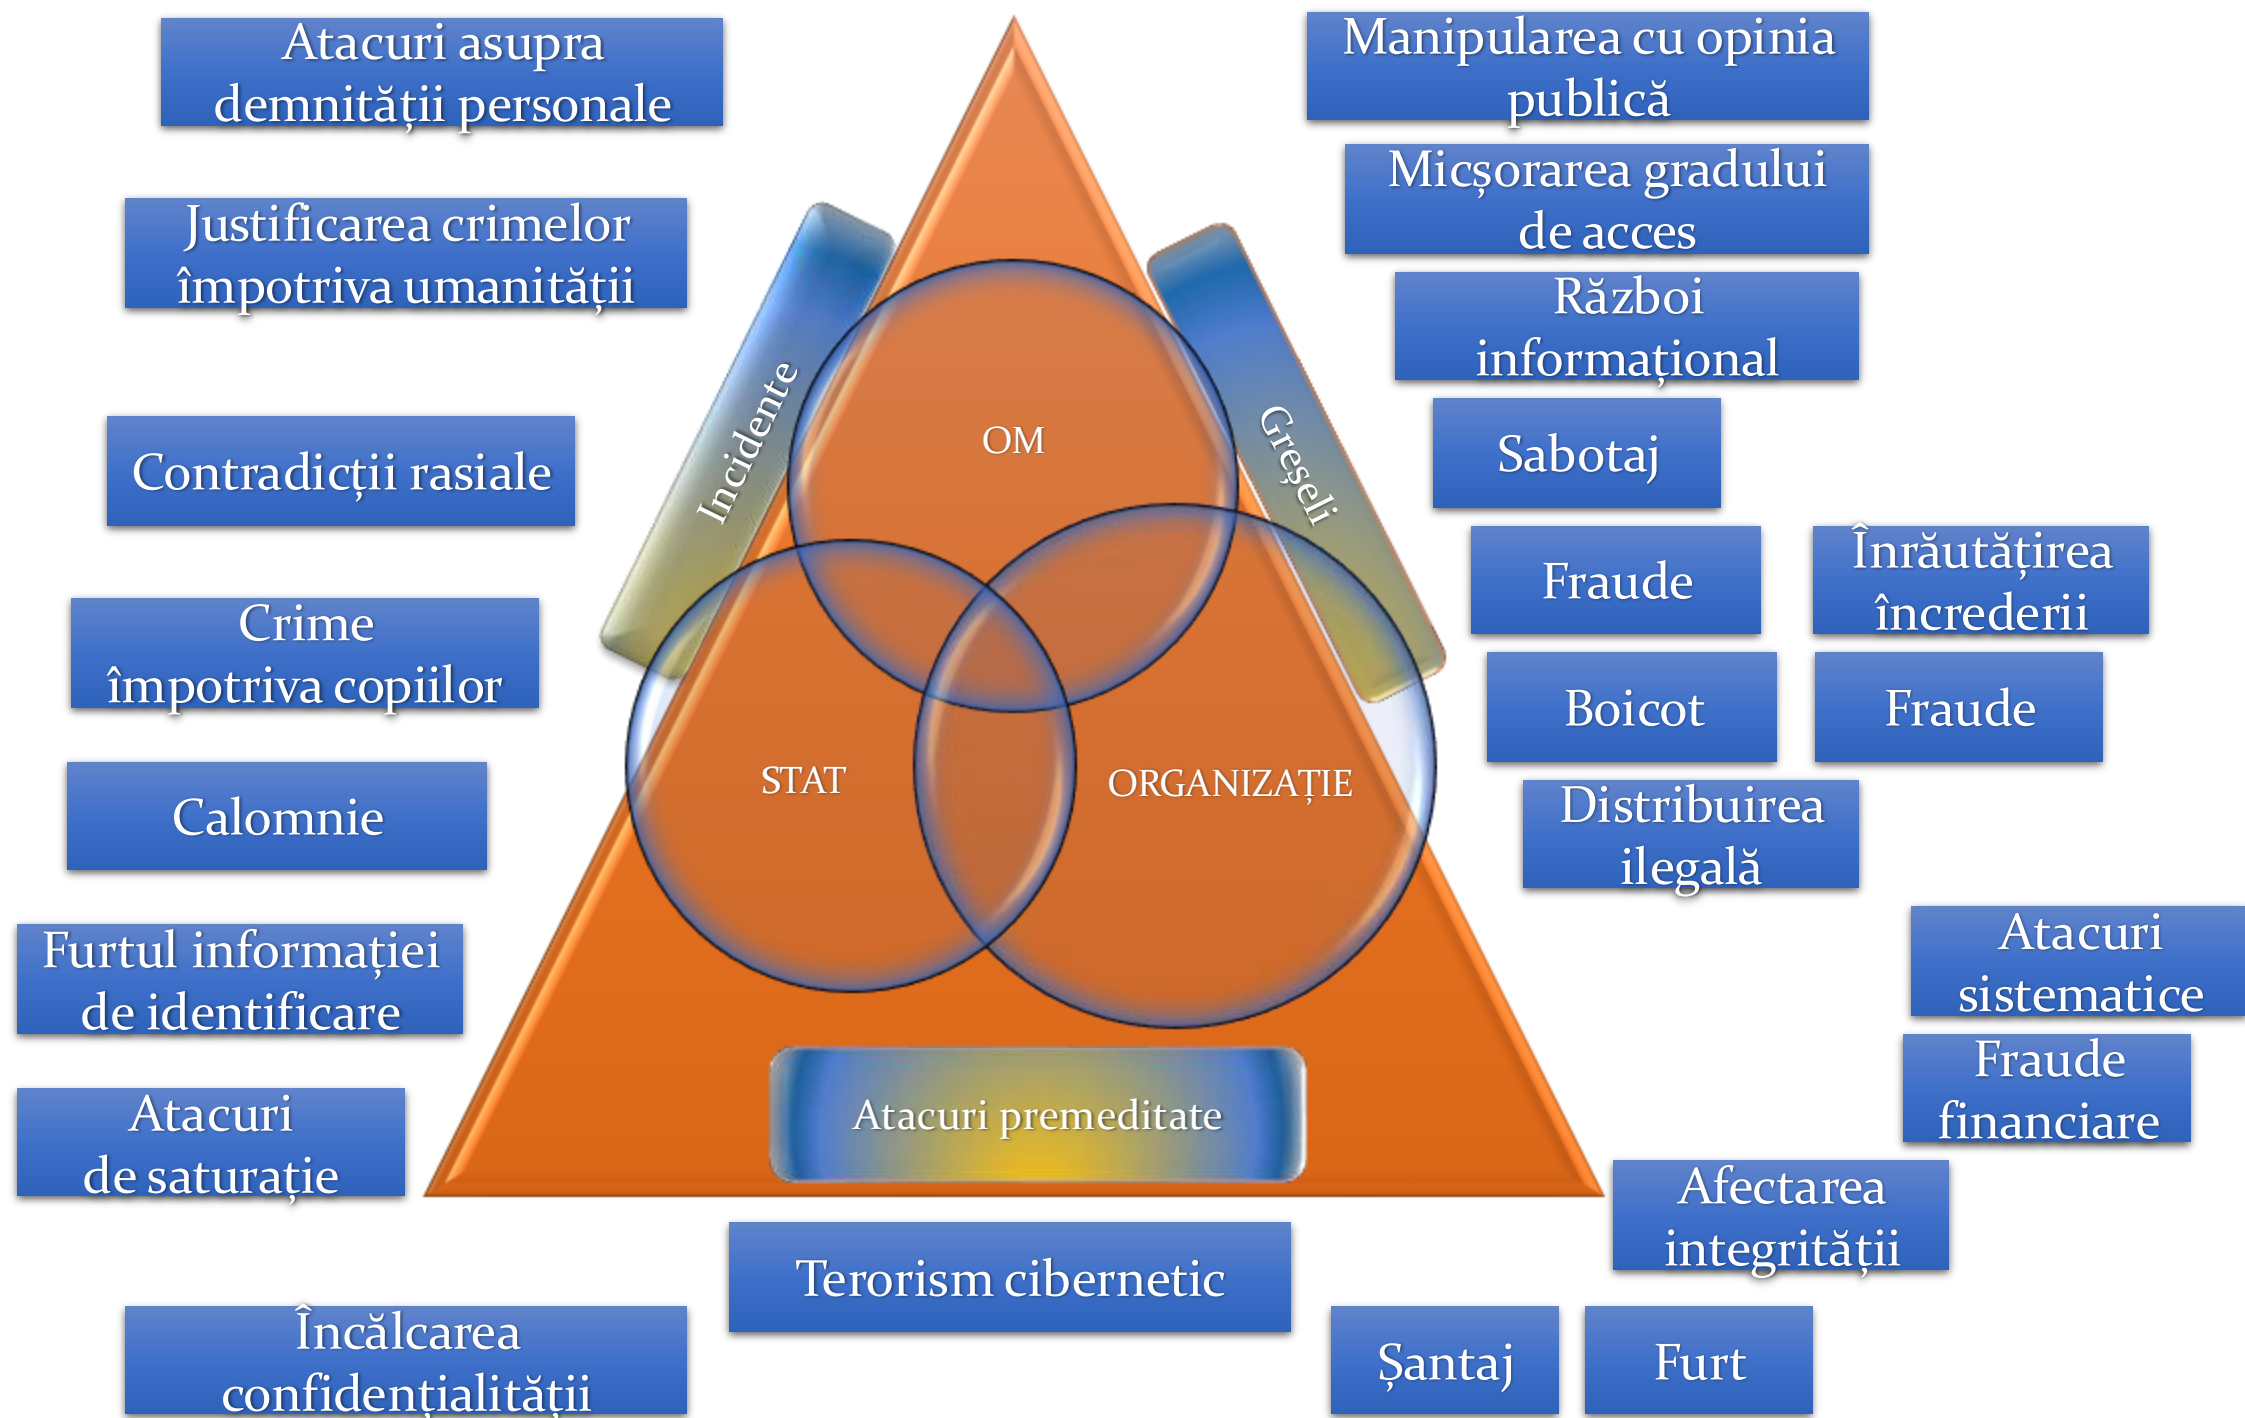 Atacuri asupra
demnității personale
Manipularea cu opinia
publică
Micșorarea gradului
de acces
Justificarea crimelor
împotriva umanității
Război
informațional
Incidente
Greșeli
OM
Sabotaj
Contradicții rasiale
Fraude
Înrăutățirea
încrederii
Crime
împotriva copiilor
Boicot
Fraude
STAT
ORGANIZAȚIE
Calomnie
Distribuirea
ilegală
Furtul informației
de identificare
Atacuri
sistematice
Fraude
financiare
Atacuri
de saturație
Atacuri premeditate
Afectarea
integrității
Terorism cibernetic
Încălcarea
confidențialității
Șantaj
Furt